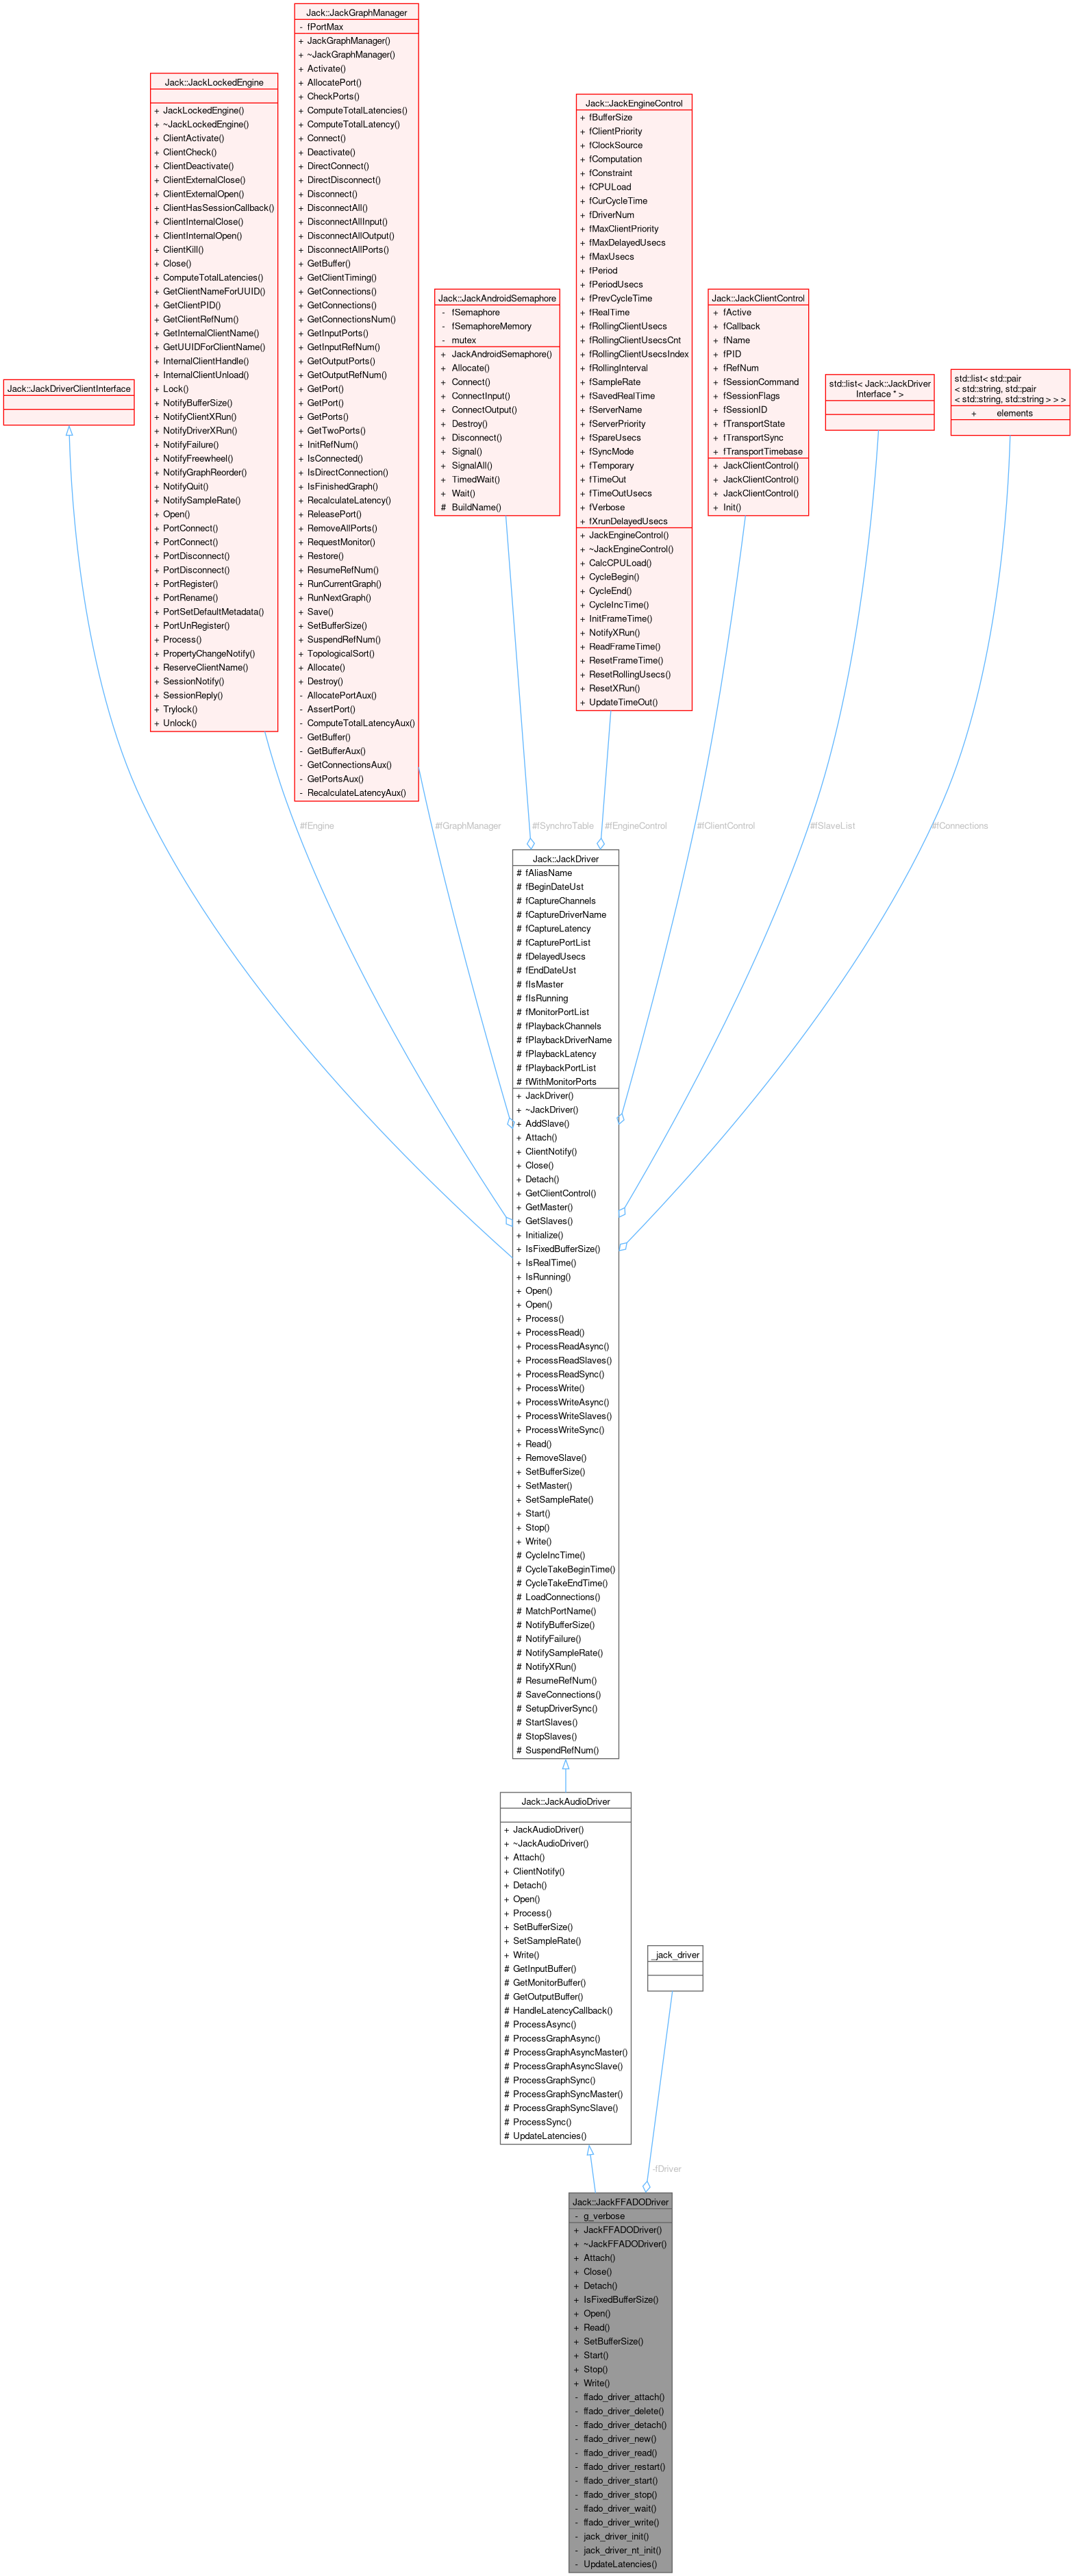 Jack::JackGraphManager
- fPortMax
+ JackGraphManager()
+ ~JackGraphManager()
+ Activate()
+ AllocatePort()
+ CheckPorts()
+ ComputeTotalLatencies()
+ ComputeTotalLatency()
+ Connect()
+ Deactivate()
+ DirectConnect()
+ DirectDisconnect()
+ Disconnect()
+ DisconnectAll()
+ DisconnectAllInput()
+ DisconnectAllOutput()
+ DisconnectAllPorts()
+ GetBuffer()
+ GetClientTiming()
+ GetConnections()
+ GetConnections()
+ GetConnectionsNum()
+ GetInputPorts()
+ GetInputRefNum()
+ GetOutputPorts()
+ GetOutputRefNum()
+ GetPort()
+ GetPort()
+ GetPorts()
+ GetTwoPorts()
+ InitRefNum()
+ IsConnected()
+ IsDirectConnection()
+ IsFinishedGraph()
+ RecalculateLatency()
+ ReleasePort()
+ RemoveAllPorts()
+ RequestMonitor()
+ Restore()
+ ResumeRefNum()
+ RunCurrentGraph()
+ RunNextGraph()
+ Save()
+ SetBufferSize()
+ SuspendRefNum()
+ TopologicalSort()
+ Allocate()
+ Destroy()
- AllocatePortAux()
- AssertPort()
- ComputeTotalLatencyAux()
- GetBuffer()
- GetBufferAux()
- GetConnectionsAux()
- GetPortsAux()
- RecalculateLatencyAux()
Jack::JackLockedEngine
+ JackLockedEngine()
+ ~JackLockedEngine()
+ ClientActivate()
+ ClientCheck()
+ ClientDeactivate()
+ ClientExternalClose()
+ ClientExternalOpen()
+ ClientHasSessionCallback()
+ ClientInternalClose()
+ ClientInternalOpen()
+ ClientKill()
+ Close()
+ ComputeTotalLatencies()
+ GetClientNameForUUID()
+ GetClientPID()
+ GetClientRefNum()
+ GetInternalClientName()
+ GetUUIDForClientName()
+ InternalClientHandle()
+ InternalClientUnload()
+ Lock()
+ NotifyBufferSize()
+ NotifyClientXRun()
+ NotifyDriverXRun()
+ NotifyFailure()
+ NotifyFreewheel()
+ NotifyGraphReorder()
+ NotifyQuit()
+ NotifySampleRate()
+ Open()
+ PortConnect()
+ PortConnect()
+ PortDisconnect()
+ PortDisconnect()
+ PortRegister()
+ PortRename()
+ PortSetDefaultMetadata()
+ PortUnRegister()
+ Process()
+ PropertyChangeNotify()
+ ReserveClientName()
+ SessionNotify()
+ SessionReply()
+ Trylock()
+ Unlock()
Jack::JackEngineControl
+ fBufferSize
+ fClientPriority
+ fClockSource
+ fComputation
+ fConstraint
+ fCPULoad
+ fCurCycleTime
+ fDriverNum
+ fMaxClientPriority
+ fMaxDelayedUsecs
+ fMaxUsecs
+ fPeriod
+ fPeriodUsecs
+ fPrevCycleTime
+ fRealTime
+ fRollingClientUsecs
+ fRollingClientUsecsCnt
+ fRollingClientUsecsIndex
+ fRollingInterval
+ fSampleRate
+ fSavedRealTime
+ fServerName
+ fServerPriority
+ fSpareUsecs
+ fSyncMode
+ fTemporary
+ fTimeOut
+ fTimeOutUsecs
+ fVerbose
+ fXrunDelayedUsecs
+ JackEngineControl()
+ ~JackEngineControl()
+ CalcCPULoad()
+ CycleBegin()
+ CycleEnd()
+ CycleIncTime()
+ InitFrameTime()
+ NotifyXRun()
+ ReadFrameTime()
+ ResetFrameTime()
+ ResetRollingUsecs()
+ ResetXRun()
+ UpdateTimeOut()
Jack::JackAndroidSemaphore
- fSemaphore
- fSemaphoreMemory
- mutex
+ JackAndroidSemaphore()
+ Allocate()
+ Connect()
+ ConnectInput()
+ ConnectOutput()
+ Destroy()
+ Disconnect()
+ Signal()
+ SignalAll()
+ TimedWait()
+ Wait()
# BuildName()
Jack::JackClientControl
+ fActive
+ fCallback
+ fName
+ fPID
+ fRefNum
+ fSessionCommand
+ fSessionFlags
+ fSessionID
+ fTransportState
+ fTransportSync
+ fTransportTimebase
+ JackClientControl()
+ JackClientControl()
+ JackClientControl()
+ Init()
Jack::JackDriverClientInterface
std::list< Jack::JackDriver
Interface * >
std::list< std::pair
< std::string, std::pair
< std::string, std::string > > >
+ elements
#fEngine
#fGraphManager
#fSynchroTable
#fEngineControl
#fClientControl
#fSlaveList
#fConnections
Jack::JackDriver
# fAliasName
# fBeginDateUst
# fCaptureChannels
# fCaptureDriverName
# fCaptureLatency
# fCapturePortList
# fDelayedUsecs
# fEndDateUst
# fIsMaster
# fIsRunning
# fMonitorPortList
# fPlaybackChannels
# fPlaybackDriverName
# fPlaybackLatency
# fPlaybackPortList
# fWithMonitorPorts
+ JackDriver()
+ ~JackDriver()
+ AddSlave()
+ Attach()
+ ClientNotify()
+ Close()
+ Detach()
+ GetClientControl()
+ GetMaster()
+ GetSlaves()
+ Initialize()
+ IsFixedBufferSize()
+ IsRealTime()
+ IsRunning()
+ Open()
+ Open()
+ Process()
+ ProcessRead()
+ ProcessReadAsync()
+ ProcessReadSlaves()
+ ProcessReadSync()
+ ProcessWrite()
+ ProcessWriteAsync()
+ ProcessWriteSlaves()
+ ProcessWriteSync()
+ Read()
+ RemoveSlave()
+ SetBufferSize()
+ SetMaster()
+ SetSampleRate()
+ Start()
+ Stop()
+ Write()
# CycleIncTime()
# CycleTakeBeginTime()
# CycleTakeEndTime()
# LoadConnections()
# MatchPortName()
# NotifyBufferSize()
# NotifyFailure()
# NotifySampleRate()
# NotifyXRun()
# ResumeRefNum()
# SaveConnections()
# SetupDriverSync()
# StartSlaves()
# StopSlaves()
# SuspendRefNum()
Jack::JackAudioDriver
+ JackAudioDriver()
+ ~JackAudioDriver()
+ Attach()
+ ClientNotify()
+ Detach()
+ Open()
+ Process()
+ SetBufferSize()
+ SetSampleRate()
+ Write()
# GetInputBuffer()
# GetMonitorBuffer()
# GetOutputBuffer()
# HandleLatencyCallback()
# ProcessAsync()
# ProcessGraphAsync()
# ProcessGraphAsyncMaster()
# ProcessGraphAsyncSlave()
# ProcessGraphSync()
# ProcessGraphSyncMaster()
# ProcessGraphSyncSlave()
# ProcessSync()
# UpdateLatencies()
_jack_driver
-fDriver
Jack::JackFFADODriver
- g_verbose
+ JackFFADODriver()
+ ~JackFFADODriver()
+ Attach()
+ Close()
+ Detach()
+ IsFixedBufferSize()
+ Open()
+ Read()
+ SetBufferSize()
+ Start()
+ Stop()
+ Write()
- ffado_driver_attach()
- ffado_driver_delete()
- ffado_driver_detach()
- ffado_driver_new()
- ffado_driver_read()
- ffado_driver_restart()
- ffado_driver_start()
- ffado_driver_stop()
- ffado_driver_wait()
- ffado_driver_write()
- jack_driver_init()
- jack_driver_nt_init()
- UpdateLatencies()